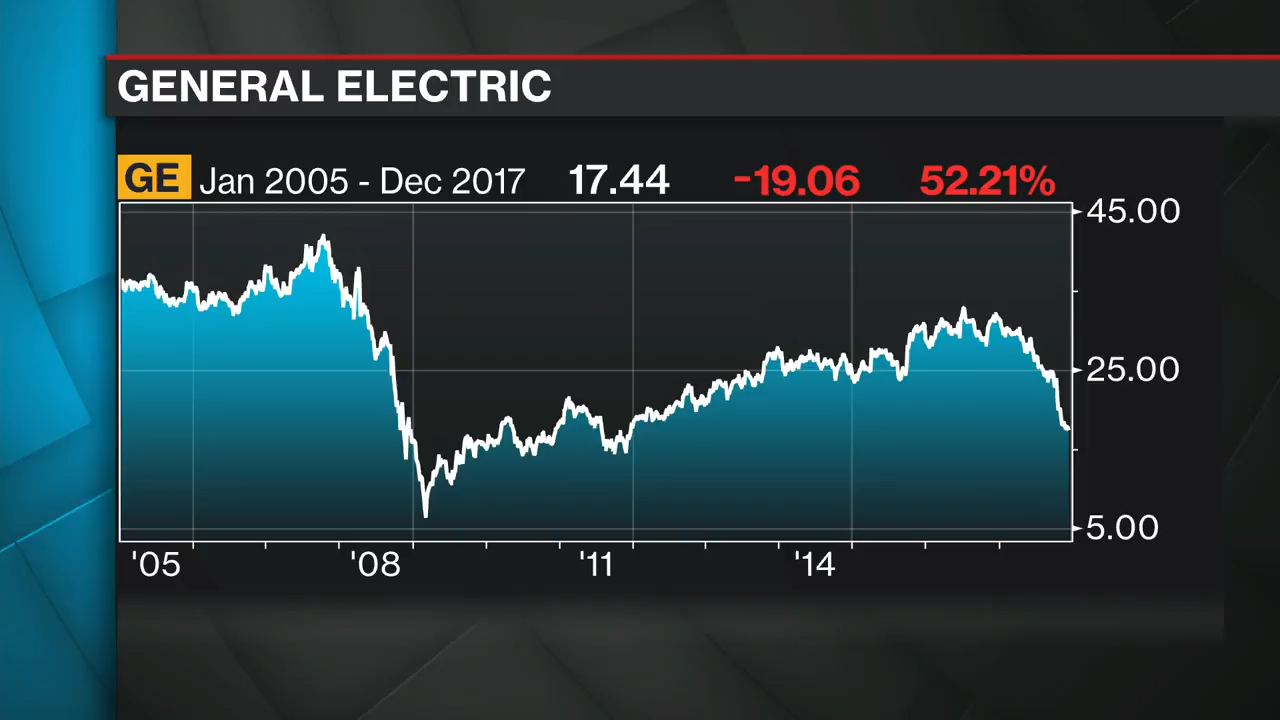 GENERAL ELECTRIC
GE Jan 2005 - Dec 2017 17.44 -19.06 52.21%
45.00
25.00
5.00
'05 '08 '11 '14